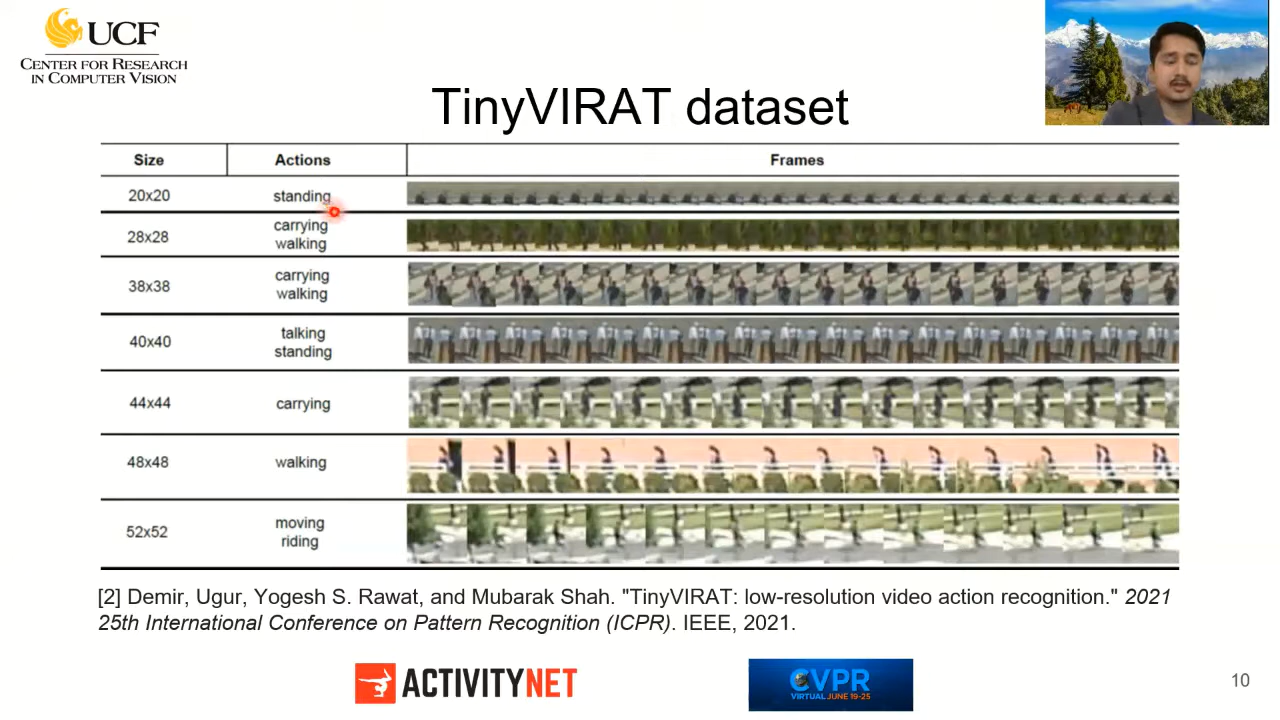 UCF
CENTER FOR RESEARCH
IN COMPUTER VISION
TinyVIRAT dataset
Size Actions Frames
20x20 standing
28x28 carrying
walking
38x38 carrying
walking
40x40 talking
standing
44x44 carrying
48x48 walking
52x52 moving
riding
[2] Demir, Ugur, Yogesh S. Rawat, and Mubarak Shah. "TinyVIRAT: low-resolution video action recognition." 2021
25th International Conference on Pattern Recognition (ICPR). IEEE, 2021.
ACTIVITYNET
CVPR
VIRTUAL JUNE 19-25
10